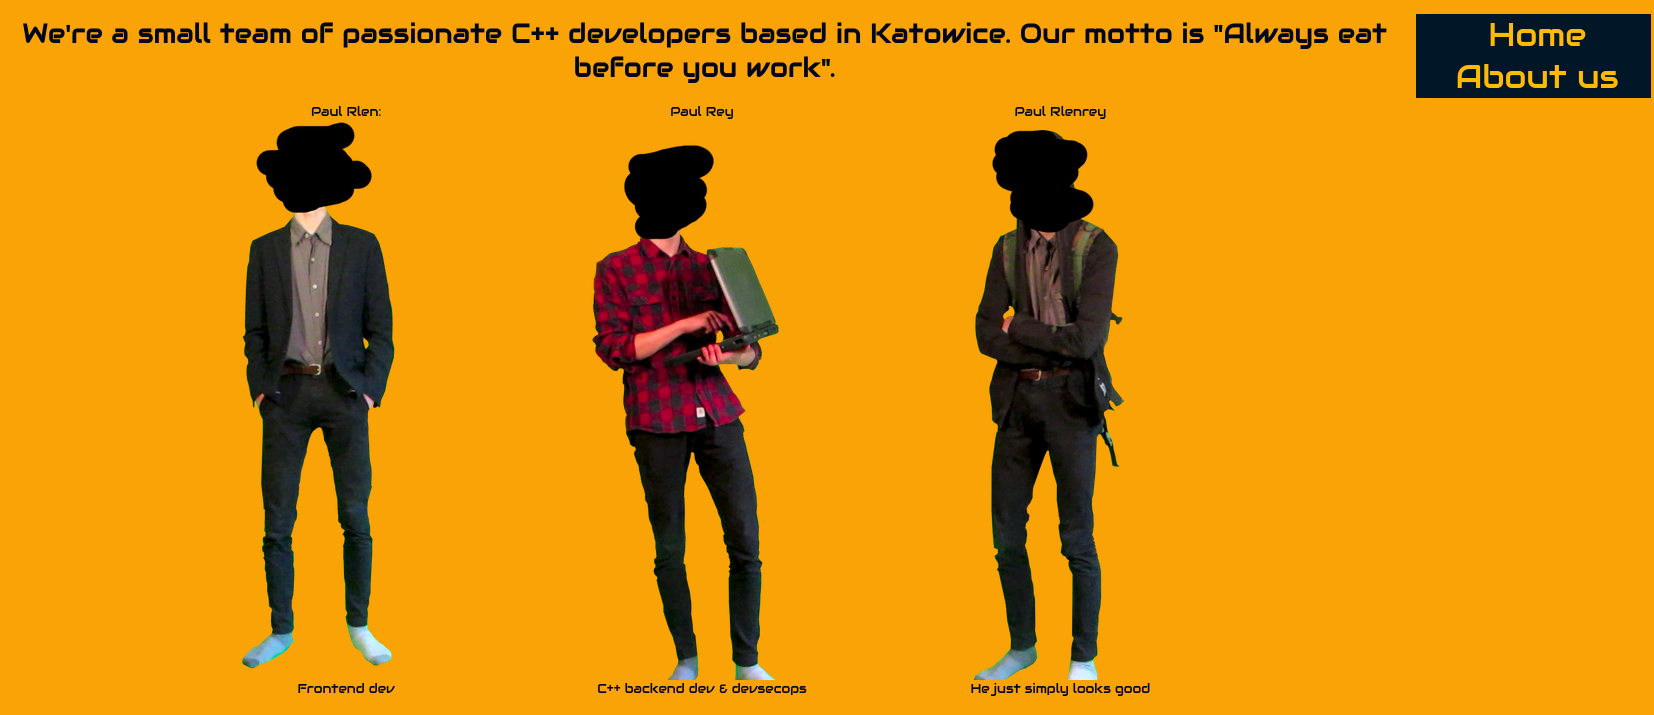 We're a small team of passionate C++ developers based in Katowice. Our motto is "Always eat
before you work".
Home
About us
Paul Rlen:
Paul Rey
Paul Rlenrey
Frontend dev
C++ backend dev & devsecops
He just simply looks good